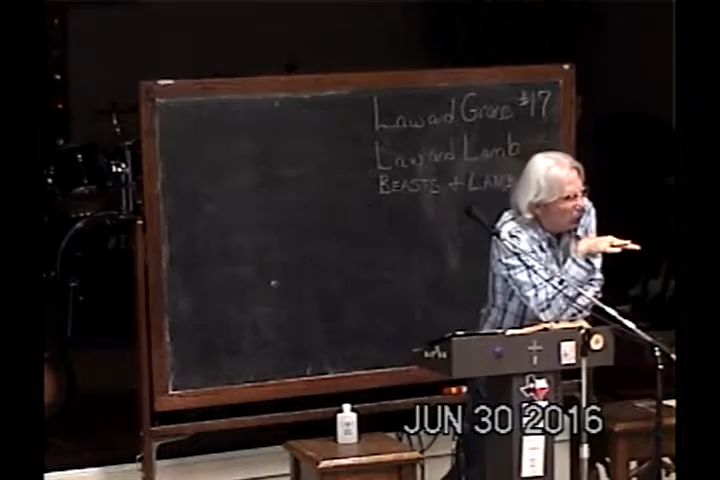 Law and Grace #17
Law and Lamb
BEASTS + LAMB
JUN 30 2016